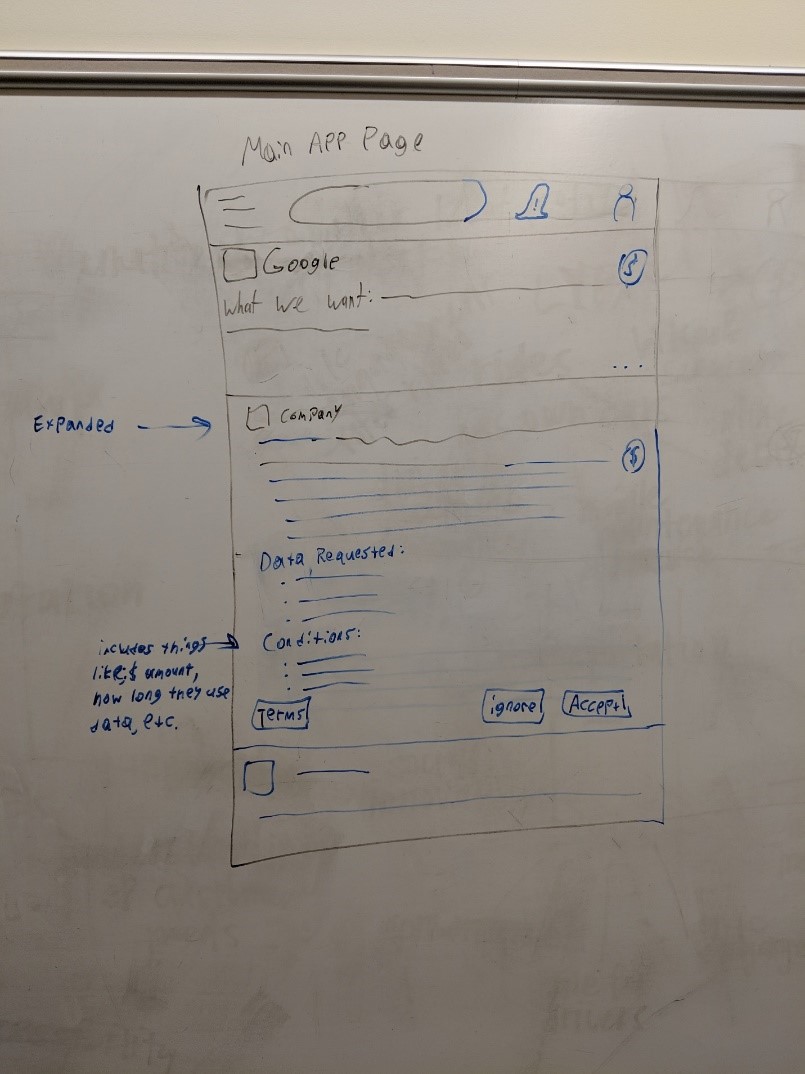 Main APP Page
!
Google
$
What we want:
...
Expanded
Company
$
Data Requested:
Conditions:
includes things
like $ amount,
how long they use
data, etc.
Terms
ignore
Accept